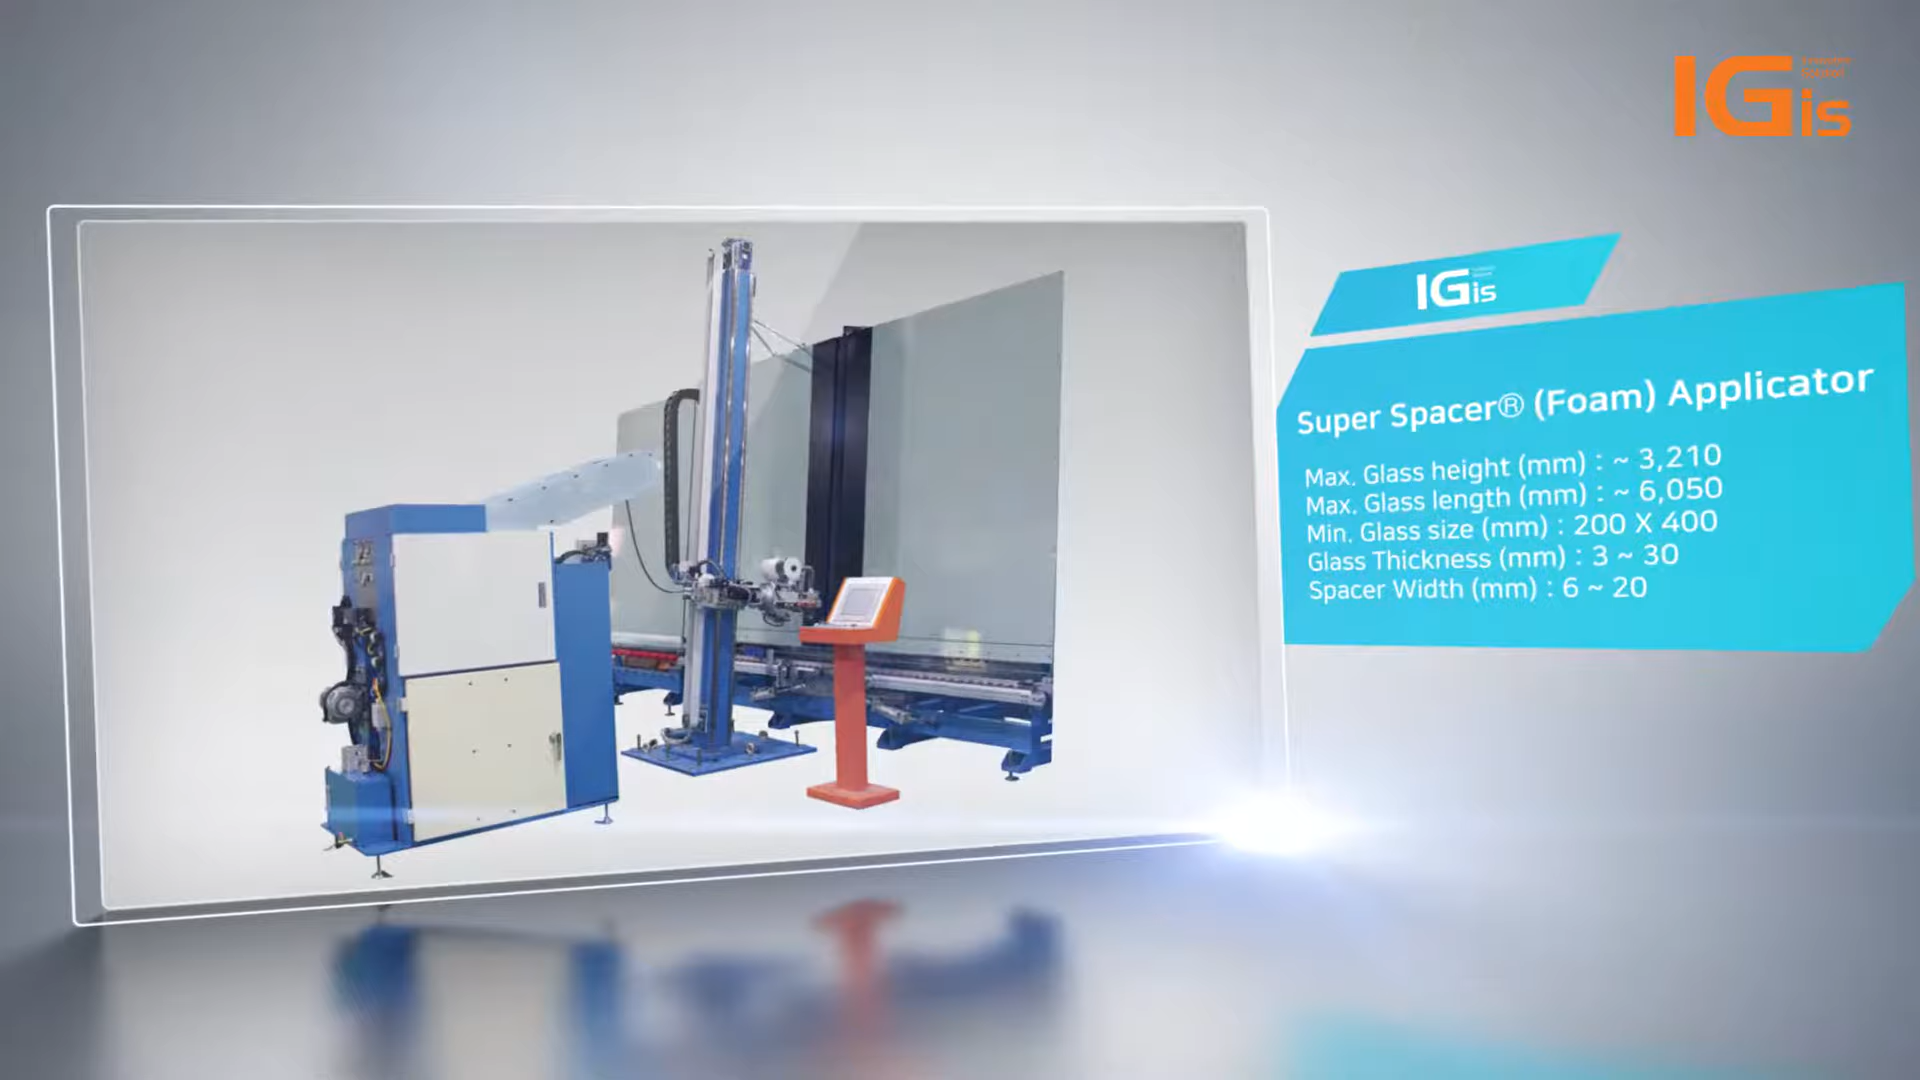 IGis
IGis
Super Spacer® (Foam) Applicator
Max. Glass height (mm) : ~ 3,210
Max. Glass length (mm) : ~ 6,050
Min. Glass size (mm) : 200 X 400
Glass Thickness (mm) : 3 ~ 30
Spacer Width (mm) : 6 ~ 20